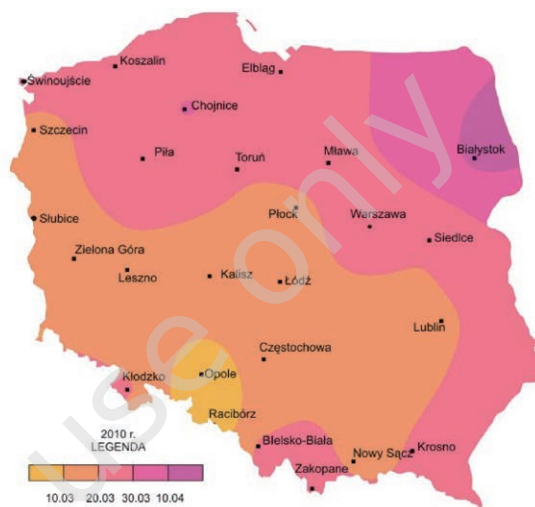 Koszalin
Elbląg
Świnoujście
Chojnice
Szczecin
Piła
Toruń
Mława
Białystok
Płock
Warszawa
Słubice
Siedlce
Zielona Góra
Leszno
Kalisz
Łódź
Lublin
Częstochowa
Kłodzko
Opole
Racibórz
2010 r.
LEGENDA
Bielsko-Biała
Nowy Sącz
Krosno
Zakopane
10.03 20.03 30.03 10.04
use only